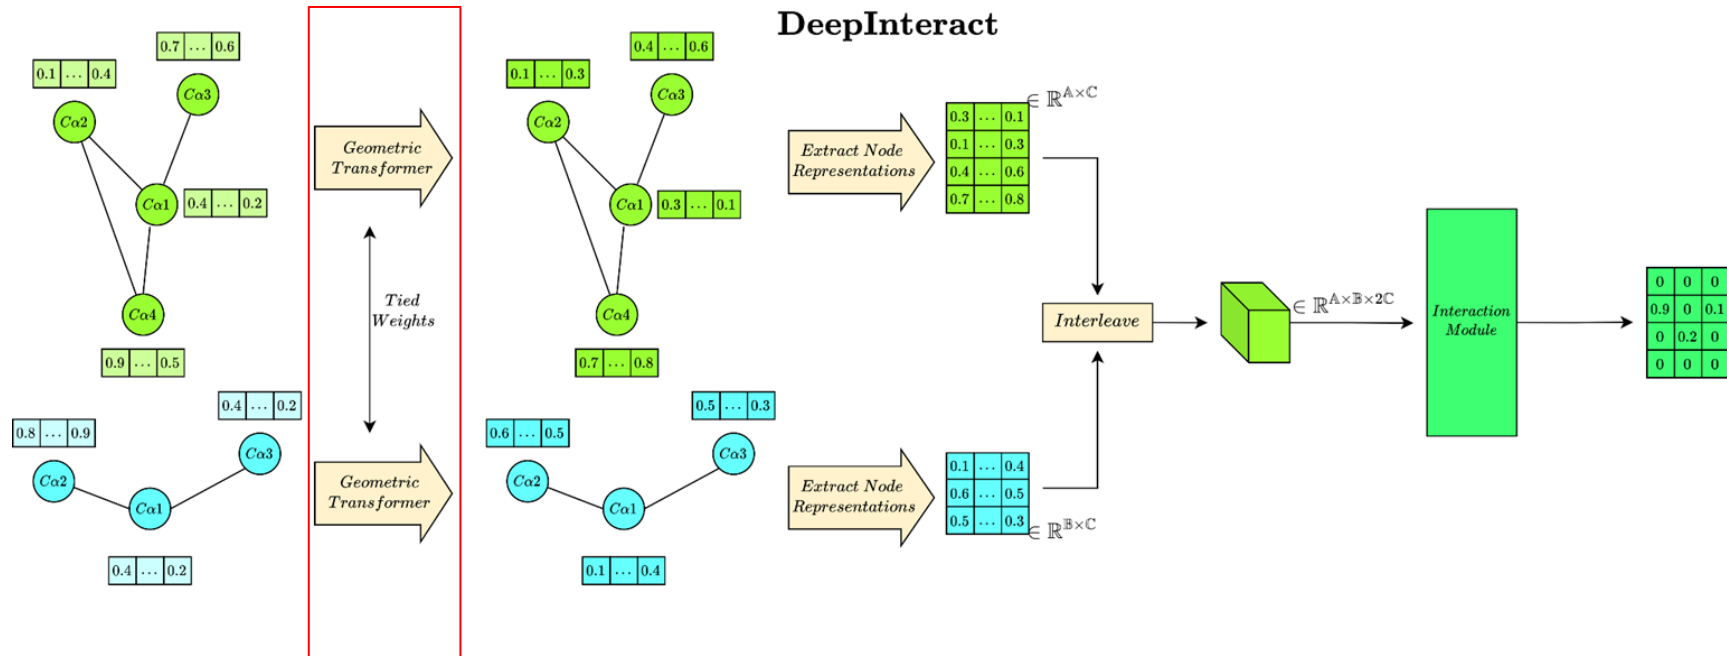 DeepInteract
0.7 … 0.6
0.1 … 0.4
Cα3
Cα2
Cα1
0.4 … 0.2
Cα4
0.9 … 0.5
0.4 … 0.2
0.8 … 0.9
Cα3
Cα2
Cα1
0.4 … 0.2
Geometric
Transformer
Tied
Weights
Geometric
Transformer
0.4 … 0.6
0.1 … 0.3
Cα3
Cα2
Cα1
0.3 … 0.1
Cα4
0.7 … 0.8
0.5 … 0.3
0.6 … 0.5
Cα3
Cα2
Cα1
0.1 … 0.4
Extract Node
Representations
Extract Node
Representations
∈ ℝ^𝔸×ℂ
0.3 … 0.1
0.1 … 0.3
0.4 … 0.6
0.7 … 0.8
0.1 … 0.4
0.6 … 0.5
0.5 … 0.3
∈ ℝ^𝔹×ℂ
Interleave
∈ ℝ^𝔸×𝔹×2ℂ
Interaction
Module
0 0 0
0.9 0 0.1
0 0.2 0
0 0 0